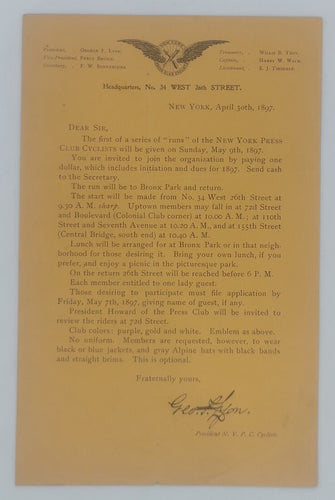 President, George F. Lyon.
Vice-President, Percy
Secretary, F. W.
NEW YORK
Treasurer, Willis B.
Captain, Harry W. Wack.
Lieutenant, E. J. Tinsdale.
Headquarters, No. 34 WEST 26th STREET.
NEW YORK, April 30th, 1897.
DEAR SIR,
The first of a series of "runs" of the NEW YORK PRESS
CLUB CYCLISTS will be given on Sunday, May 9th, 1897.
You are invited to join the organization by paying one
dollar, which includes initiation and dues for 1897. Send cash
to the Secretary.
The run will be to Bronx Park and return.
The start will be made from No. 34 West 26th Street at
9.30 A. M. sharp. Uptown members may fall in at 72nd Street
and Boulevard (Colonial Club corner) at 10.00 A.M.; at 110th
Street and Seventh Avenue at 10.20 A.M., and at 155th Street
(Central Bridge, south end) at 10.40 A.M.
Lunch will be arranged for at Bronx Park or in that neigh-
borhood for those desiring it. Bring your own lunch, if you
prefer, and enjoy a picnic in the picturesque park.
On the return 26th Street will be reached before 6 P. M.
Each member entitled to one lady guest.
Those desiring to participate must file application by
Friday, May 7th, 1897, giving name of guest, if any.
President Howard of the Press Club will be invited to
review the riders at 72d Street.
Club colors: purple, gold and white. Emblem as above.
No uniform. Members are requested, however, to wear
black or blue jackets, and gray Alpine hats with black bands
and straight brims. This is optional.
Fraternally yours,
Geo. F. Lyon.
President N. Y. P. C. Cyclists.